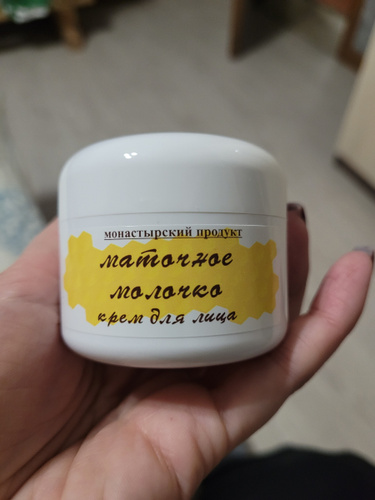 монастырский продукт
маточное
молочко
крем для лица